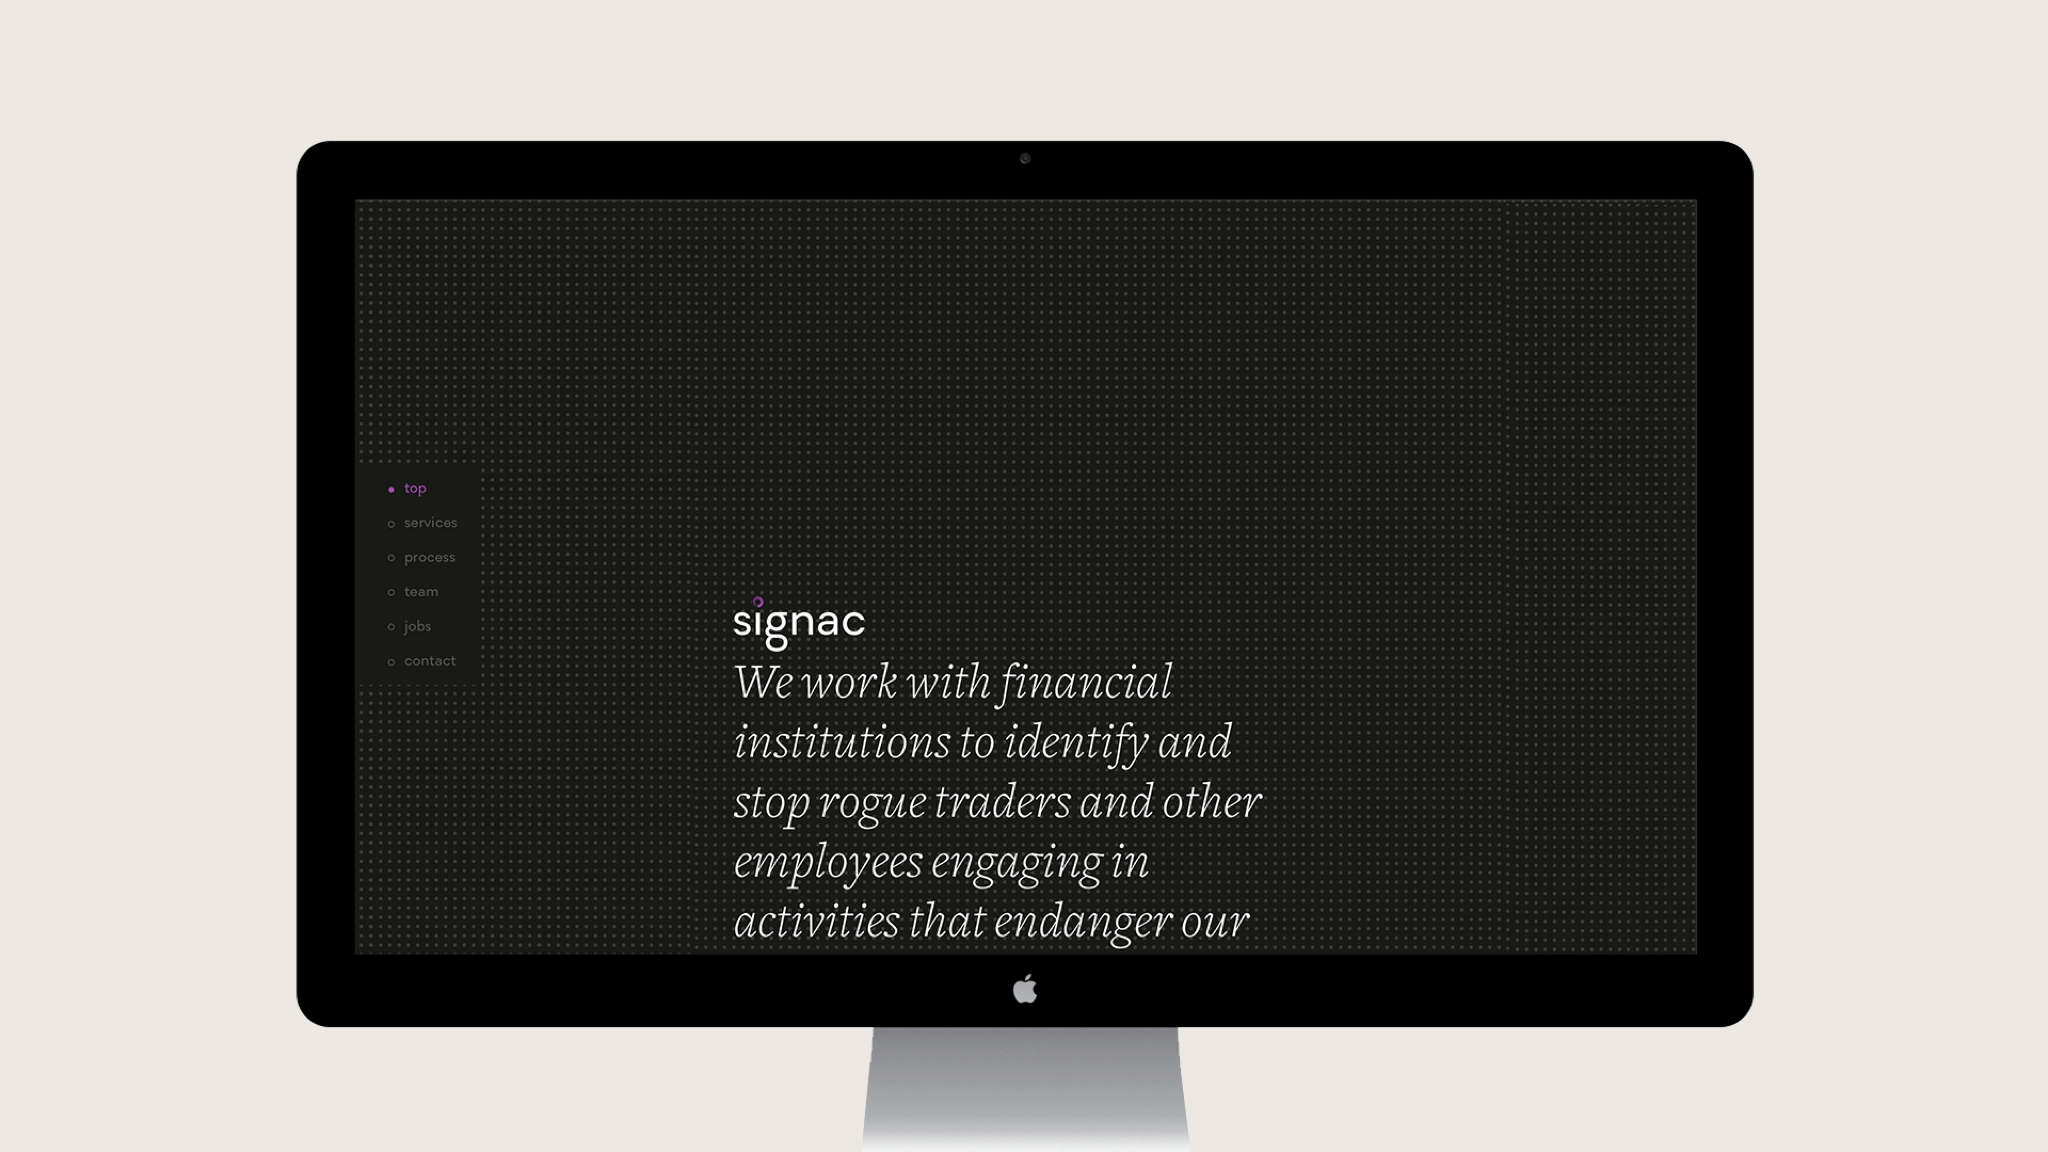 top
services
process
team
jobs
contact
signac
We work with financial
institutions to identify and
stop rogue traders and other
employees engaging in
activities that endanger our